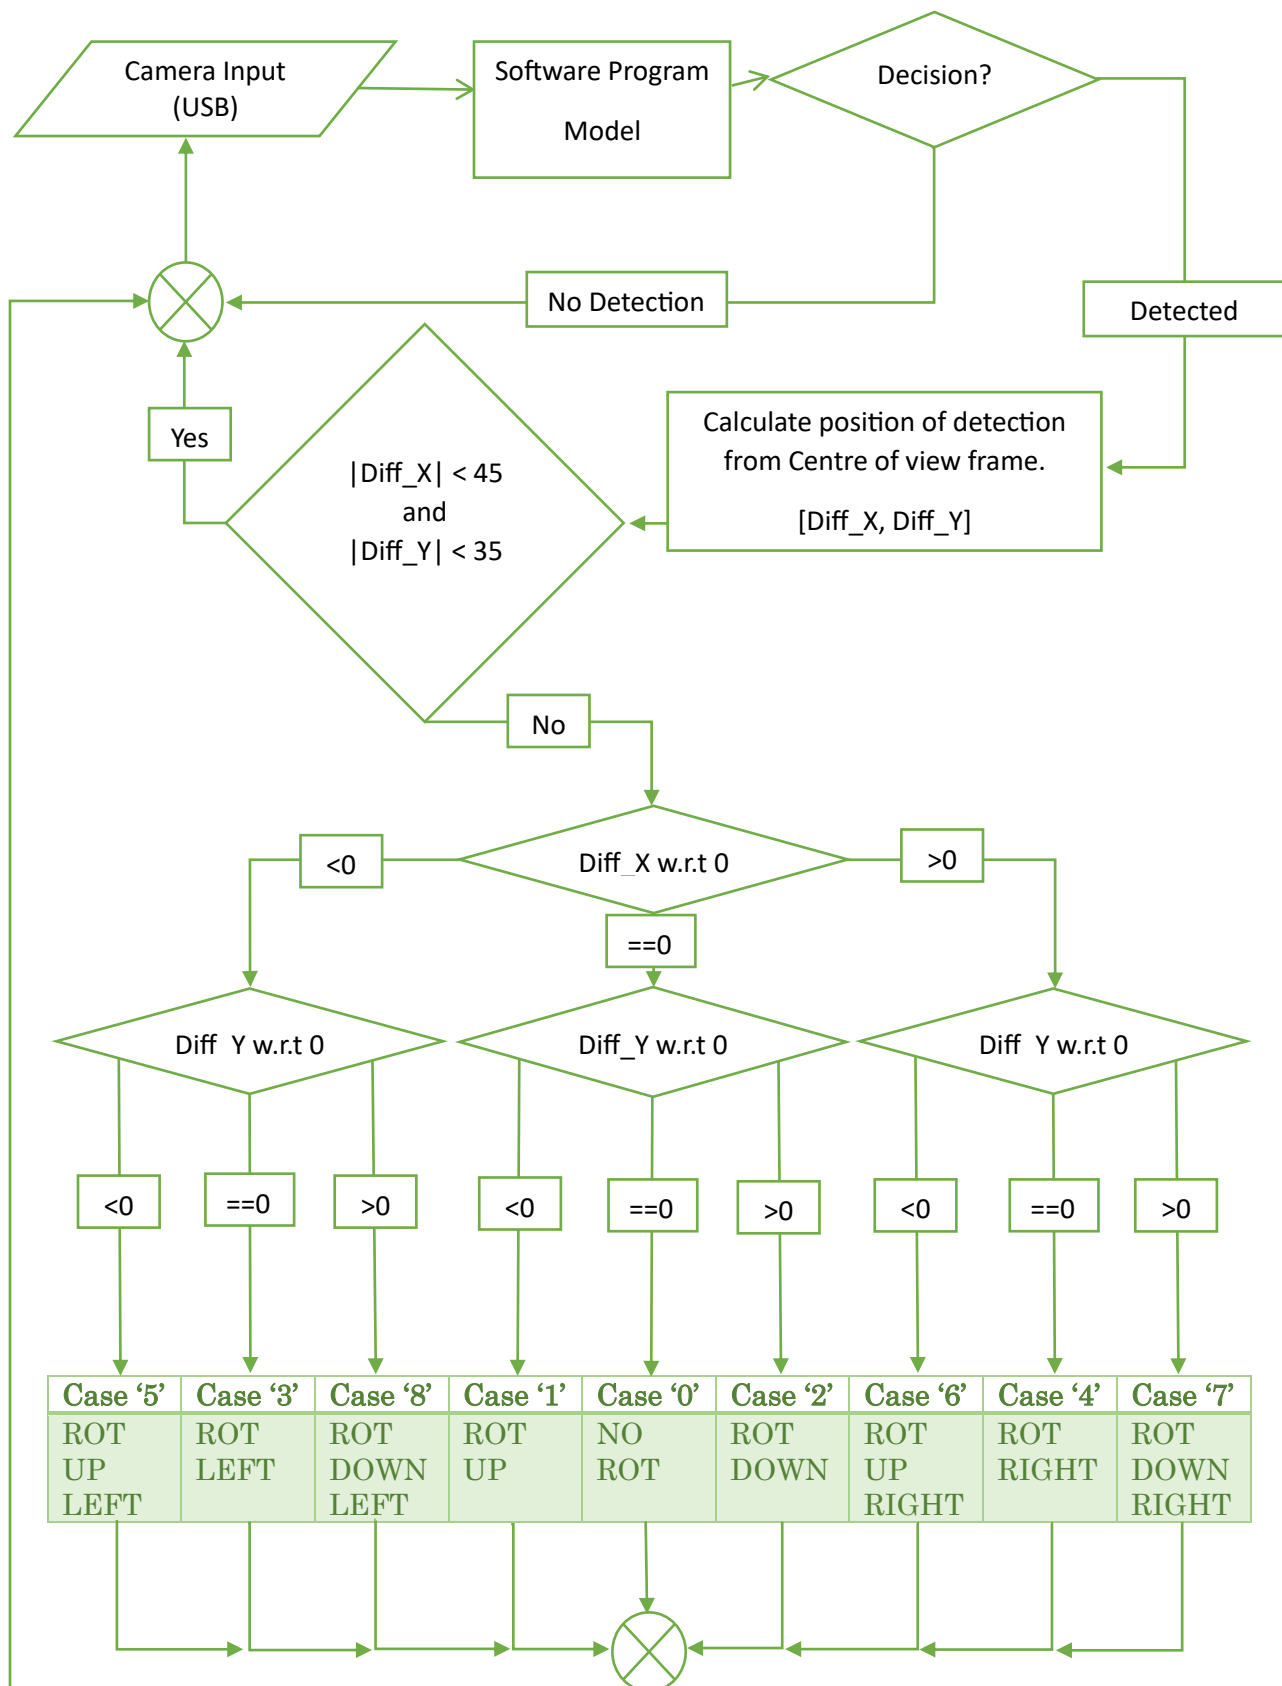 Camera Input
(USB)
Software Program
Model
Decision?
No Detection
Detected
Yes
|Diff_X| < 45
and
|Diff_Y| < 35
Calculate position of detection
from Centre of view frame.
[Diff_X, Diff_Y]
No
<0
Diff_X w.r.t 0
>0
==0
Diff Y w.r.t 0
Diff_Y w.r.t 0
Diff Y w.r.t 0
<0
==0
>0
<0
==0
>0
<0
==0
>0
Case ‘5’
ROT
UP
LEFT
Case ‘3’
ROT
LEFT
Case ‘8’
ROT
DOWN
LEFT
Case ‘1’
ROT
UP
Case ‘0’
NO
ROT
Case ‘2’
ROT
DOWN
Case ‘6’
ROT
UP
RIGHT
Case ‘4’
ROT
RIGHT
Case ‘7’
ROT
DOWN
RIGHT